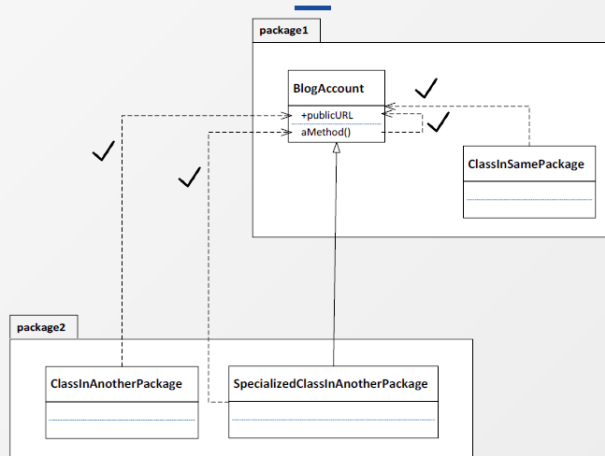 package1
BlogAccount
+publicURL
aMethod()
ClassInSamePackage
package2
ClassInAnotherPackage
SpecializedClassInAnotherPackage